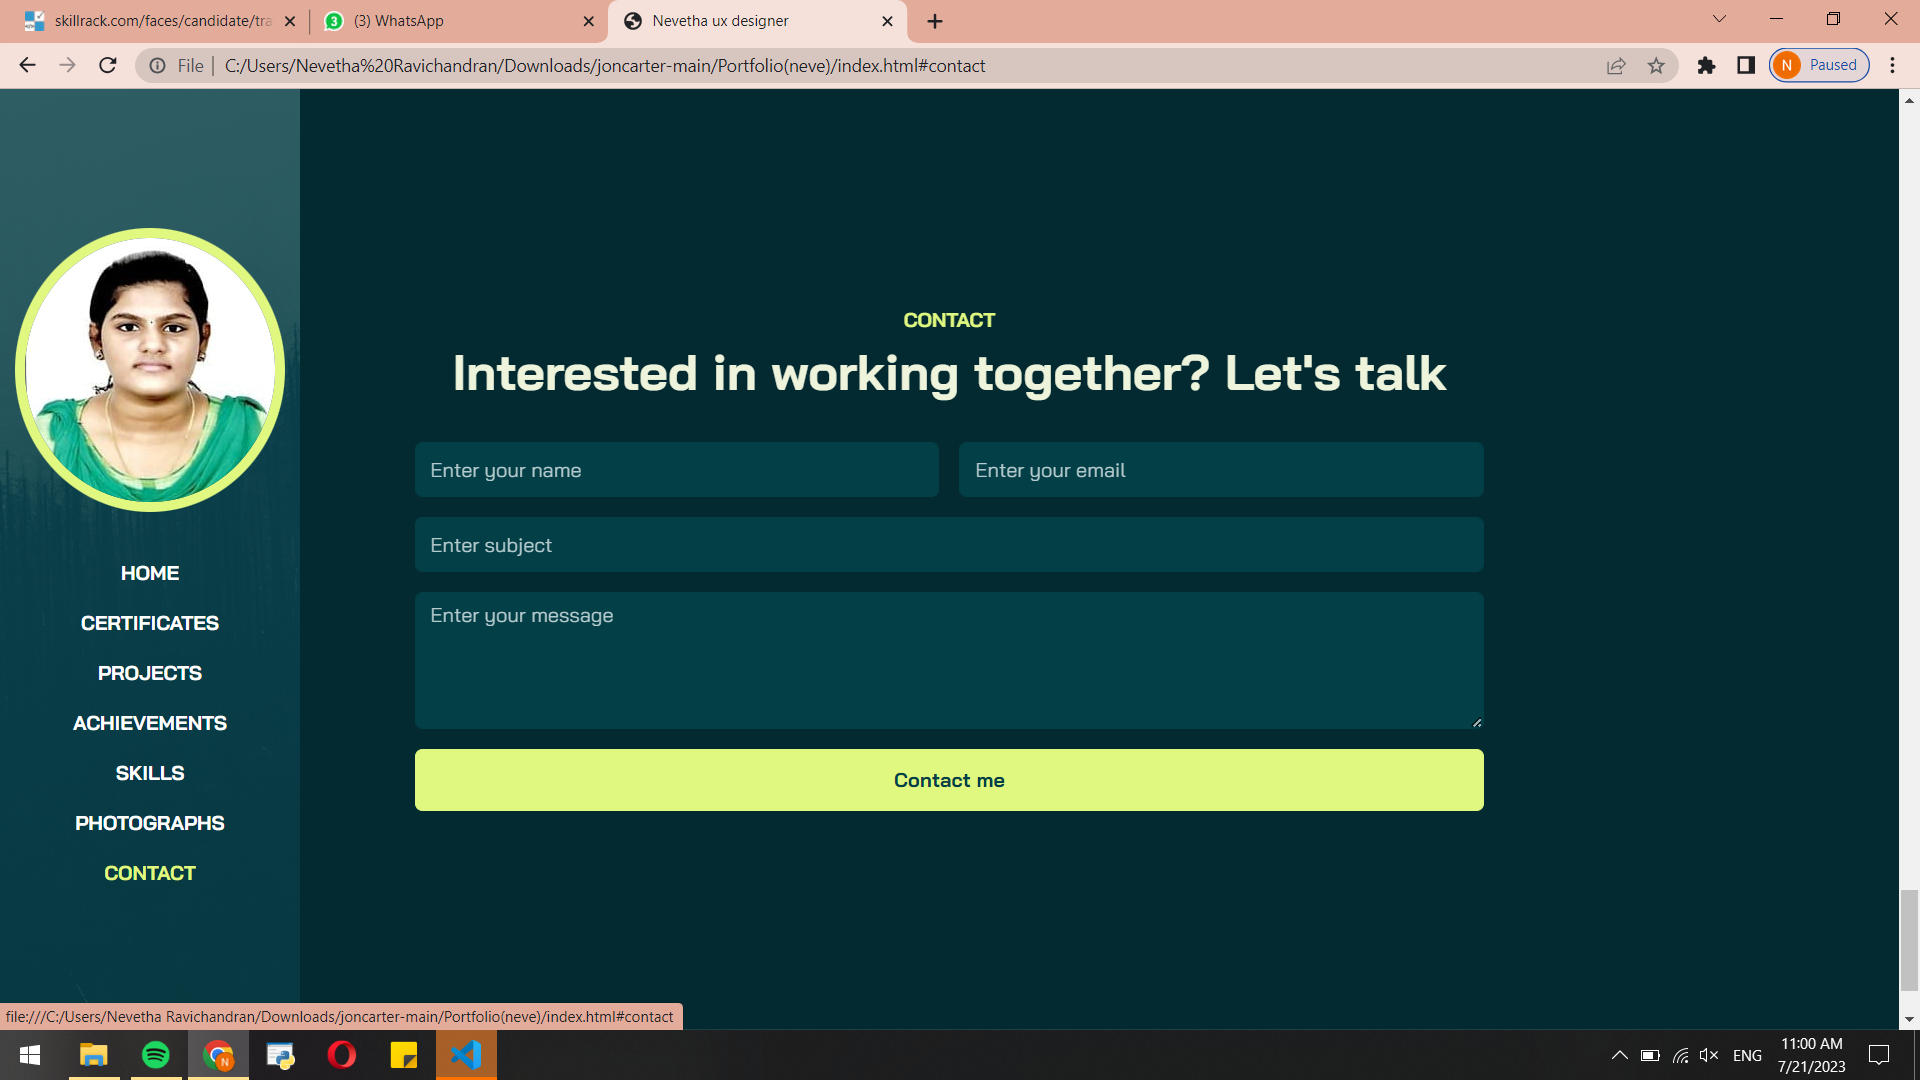 skillrack.com/faces/candidate/tra
3
(3) WhatsApp
Nevetha ux designer
File
C:/Users/Nevetha%20Ravichandran/Downloads/joncarter-main/Portfolio(neve)/index.html#contact
N
Paused
HOME
CERTIFICATES
PROJECTS
ACHIEVEMENTS
SKILLS
PHOTOGRAPHS
CONTACT
CONTACT
Interested in working together? Let's talk
Enter your name
Enter your email
Enter subject
Enter your message
Contact me
file:///C:/Users/Nevetha Ravichandran/Downloads/joncarter-main/Portfolio(neve)/index.html#contact
N
ENG
11:00 AM
7/21/2023